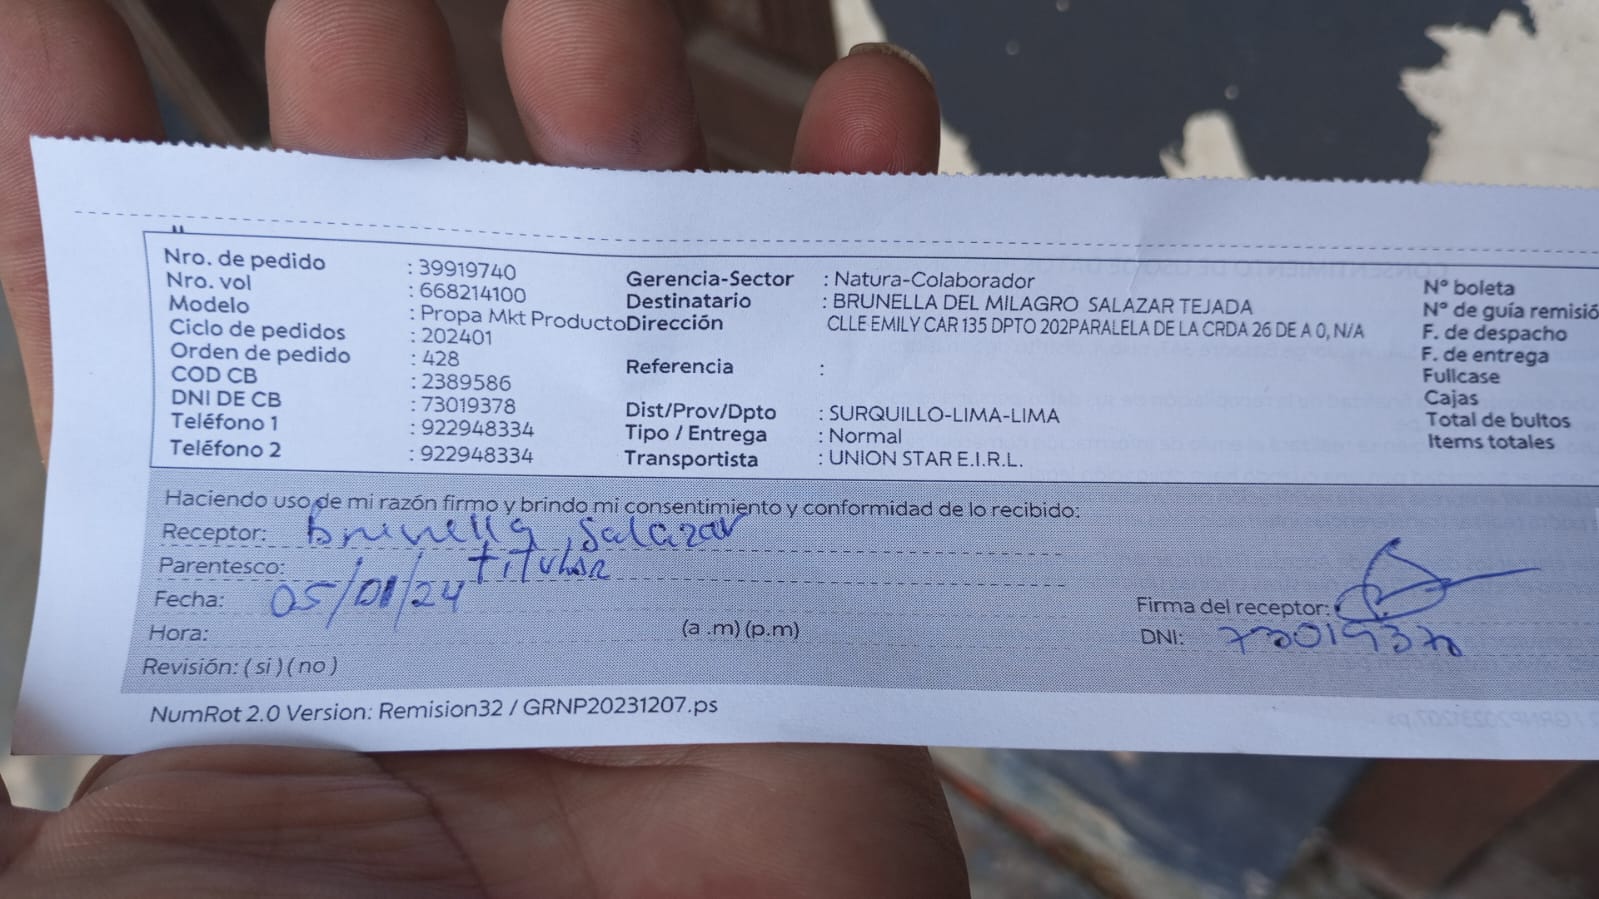 Nro. de pedido : 39919740
Nro. vol : 668214100
Modelo : Propa Mkt Producto
Ciclo de pedidos : 202401
Orden de pedido : 428
COD CB : 2389586
DNI DE CB : 73019378
Teléfono 1 : 922948334
Teléfono 2 : 922948334
Gerencia-Sector : Natura-Colaborador
Destinatario : BRUNELLA DEL MILAGRO SALAZAR TEJADA
Dirección CLLE EMILY CAR 135 DPTO 202PARALELA DE LA CRDA 26 DE A 0, N/A
Referencia :
Dist/Prov/Dpto : SURQUILLO-LIMA-LIMA
Tipo / Entrega : Normal
Transportista : UNION STAR E.I.R.L.
N° boleta
N° de guía remisió
F. de despacho
F. de entrega
Fullcase
Cajas
Total de bultos
Items totales
Haciendo uso de mi razón firmo y brindo mi consentimiento y conformidad de lo recibido:
Receptor: Brunella Salazar
Parentesco: titular
Fecha: 05/01/24
Hora: (a .m) (p.m)
Revisión: ( si ) ( no )
Firma del receptor:
DNI: 73019378
NumRot 2.0 Version: Remision32 / GRNP20231207.ps